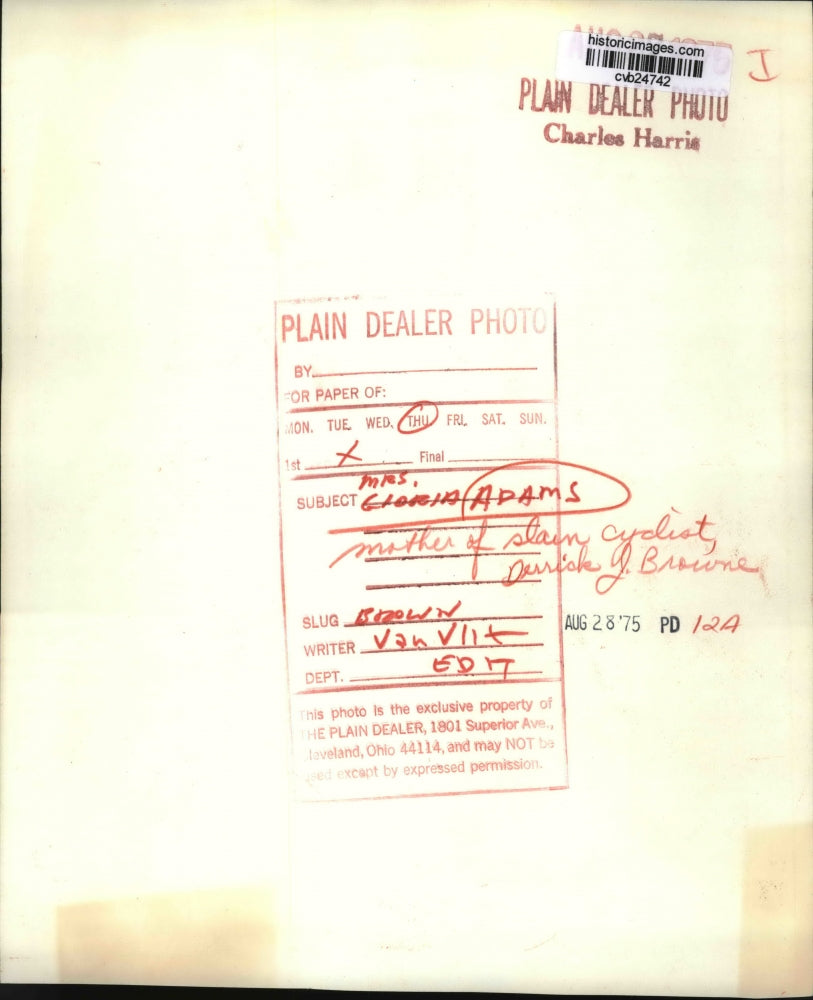 historicimages.com
cvb24742
I
PLAIN DEALER PHOTO
Charles Harris
PLAIN DEALER PHOTO
BY
FOR PAPER OF:
MON. TUE. WED. THU. FRI. SAT. SUN.
1st X Final
MRS.
SUBJECT GLORIA ADAMS
mother of slain cyclist,
Derrick J. Browne
SLUG BROWN
WRITER Van Vlit
AUG 28 '75 PD 12A
DEPT. EDIT
This photo is the exclusive property of
THE PLAIN DEALER, 1801 Superior Ave.,
Cleveland, Ohio 44114, and may NOT be
used except by expressed permission.